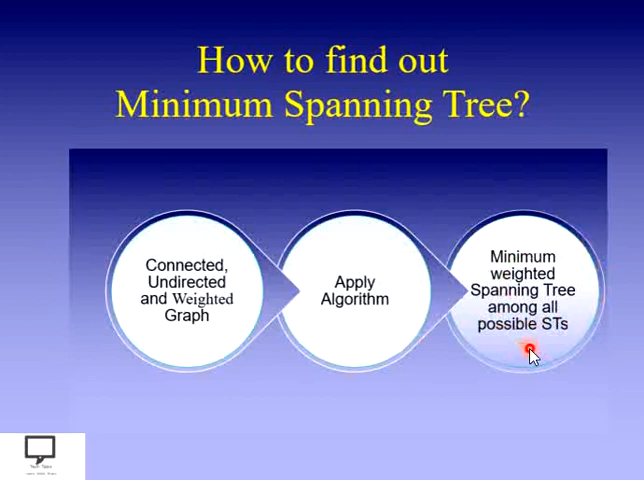 How to find out
Minimum Spanning Tree?
Connected,
Undirected
and Weighted
Graph
Apply
Algorithm
Minimum
weighted
Spanning Tree
among all
possible STs